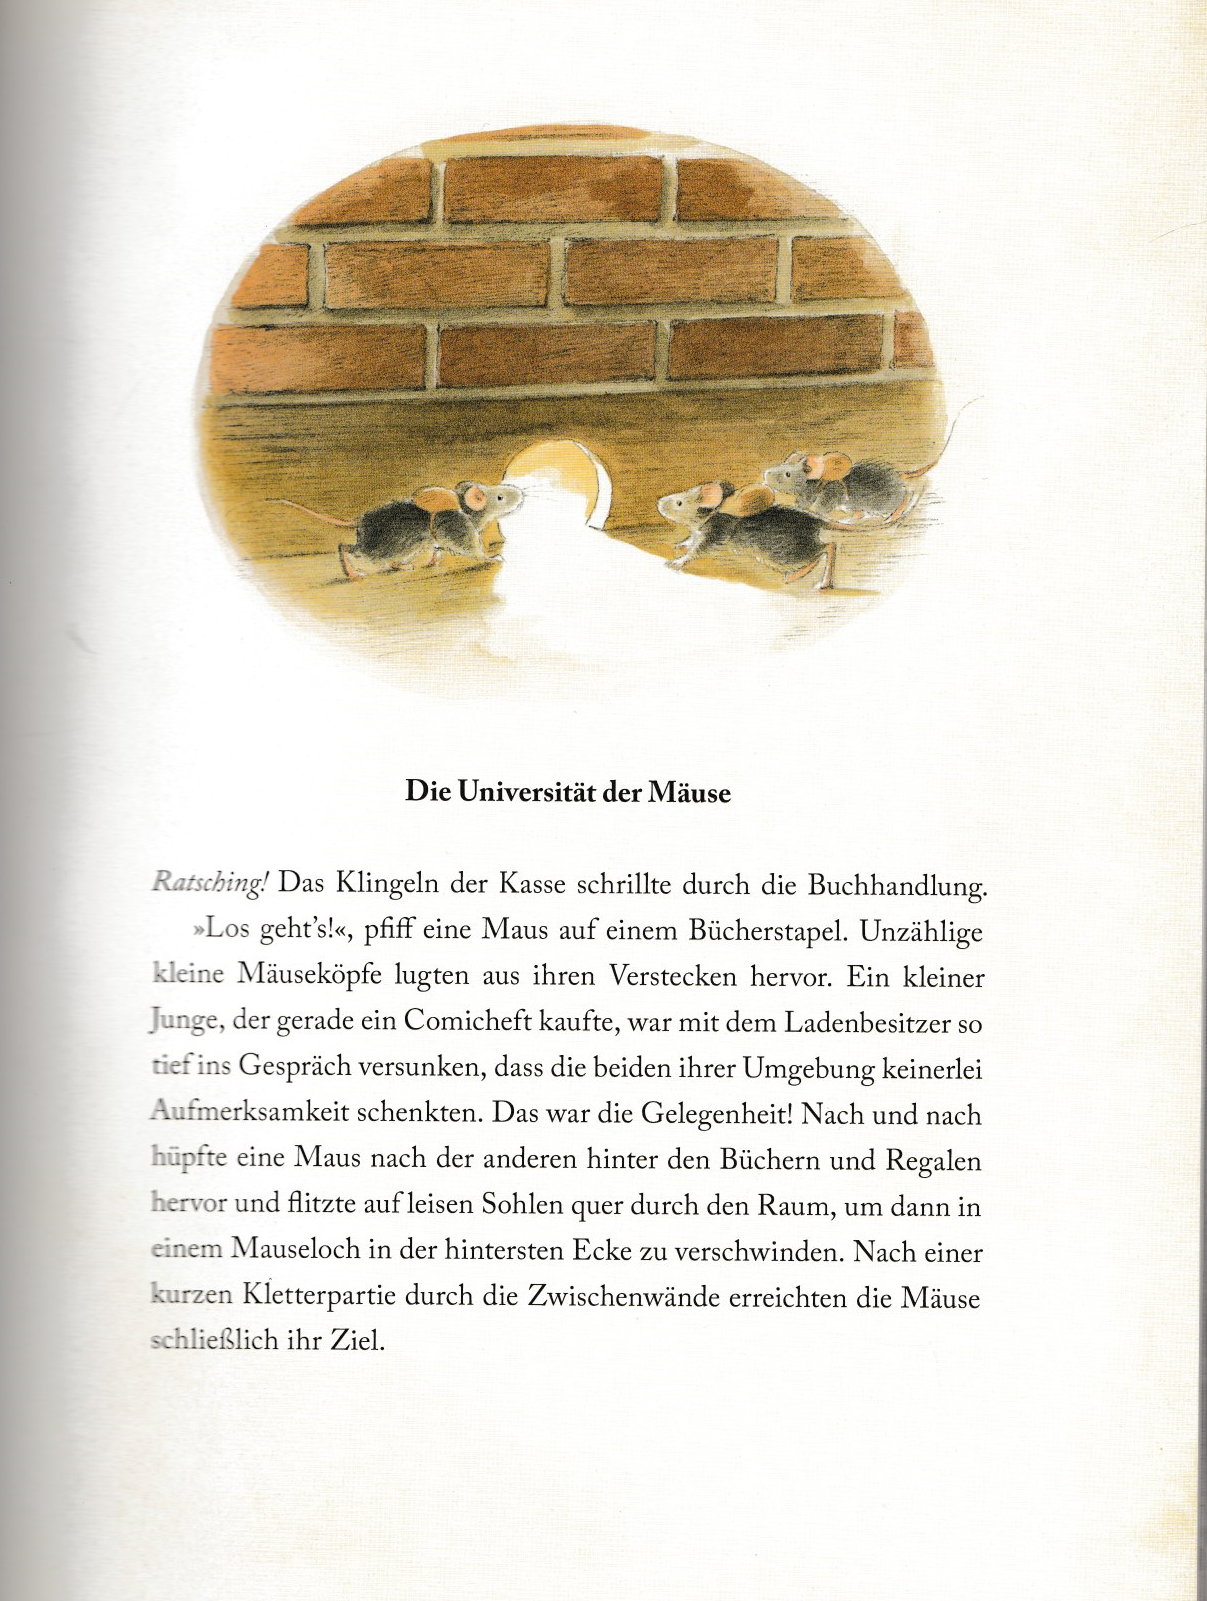 Die Universität der Mäuse
Ratsching! Das Klingeln der Kasse schrillte durch die Buchhandlung.
»Los geht’s!«, pfiff eine Maus auf einem Bücherstapel. Unzählige
kleine Mäuseköpfe lugten aus ihren Verstecken hervor. Ein kleiner
Junge, der gerade ein Comicheft kaufte, war mit dem Ladenbesitzer so
tief ins Gespräch versunken, dass die beiden ihrer Umgebung keinerlei
Aufmerksamkeit schenkten. Das war die Gelegenheit! Nach und nach
hüpfte eine Maus nach der anderen hinter den Büchern und Regalen
hervor und flitzte auf leisen Sohlen quer durch den Raum, um dann in
einem Mauseloch in der hintersten Ecke zu verschwinden. Nach einer
kurzen Kletterpartie durch die Zwischenwände erreichten die Mäuse
schließlich ihr Ziel.